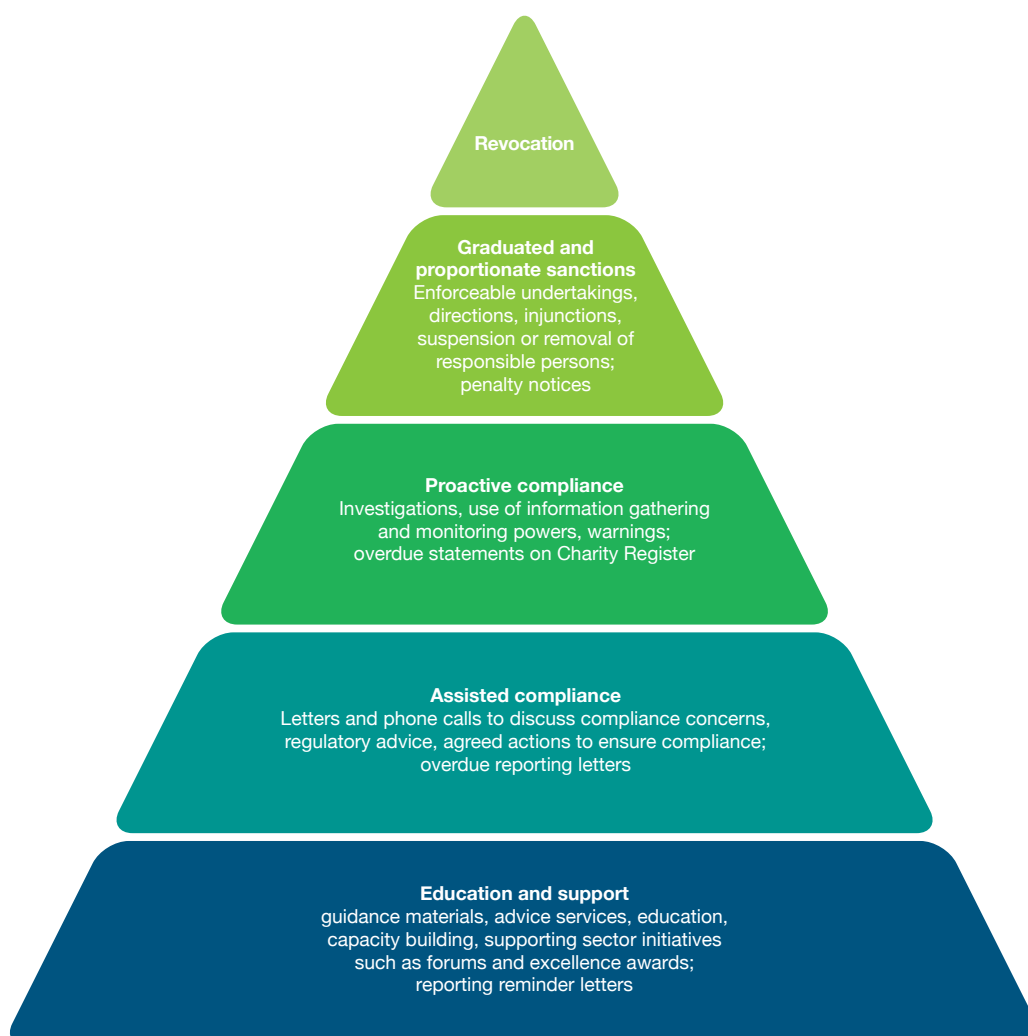 Revocation
Graduated and
proportionate sanctions
Enforceable undertakings,
directions, injunctions,
suspension or removal of
responsible persons;
penalty notices
Proactive compliance
Investigations, use of information gathering
and monitoring powers, warnings;
overdue statements on Charity Register
Assisted compliance
Letters and phone calls to discuss compliance concerns,
regulatory advice, agreed actions to ensure compliance;
overdue reporting letters
Education and support
guidance materials, advice services, education,
capacity building, supporting sector initiatives
such as forums and excellence awards;
reporting reminder letters